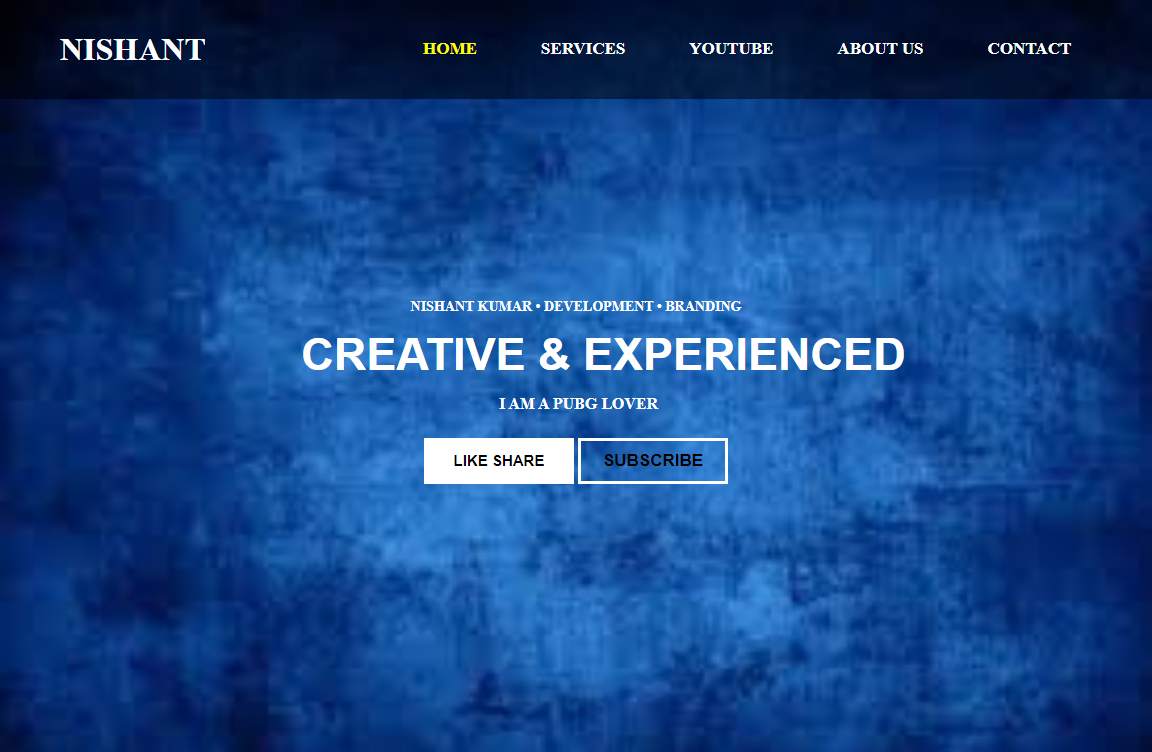 NISHANT
HOME SERVICES YOUTUBE ABOUT US CONTACT
NISHANT KUMAR • DEVELOPMENT • BRANDING
CREATIVE & EXPERIENCED
I AM A PUBG LOVER
LIKE SHARE SUBSCRIBE